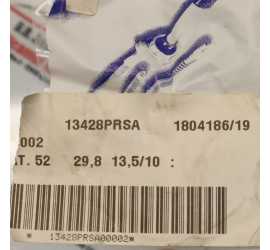 13428PRSA 1804186/19
002
.T. 52 29,8 13,5/10 :
* 13428PRSA00002*